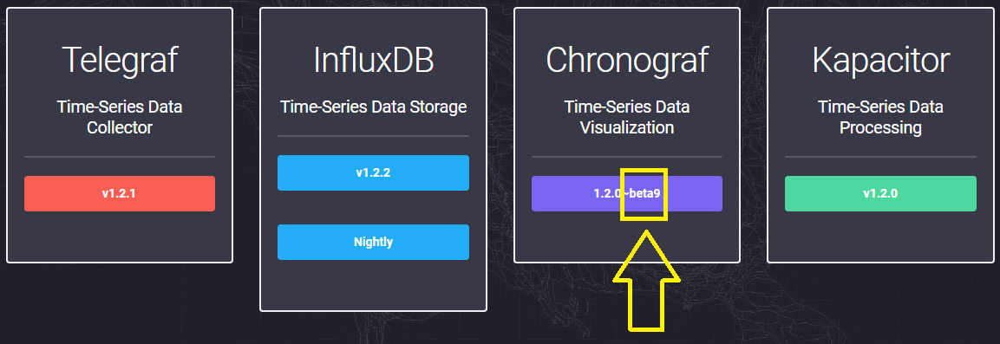 Telegraf
Time-Series Data
Collector
v1.2.1
InfluxDB
Time-Series Data Storage
v1.2.2
Nightly
Chronograf
Time-Series Data
Visualization
1.2.0~beta9
Kapacitor
Time-Series Data
Processing
v1.2.0